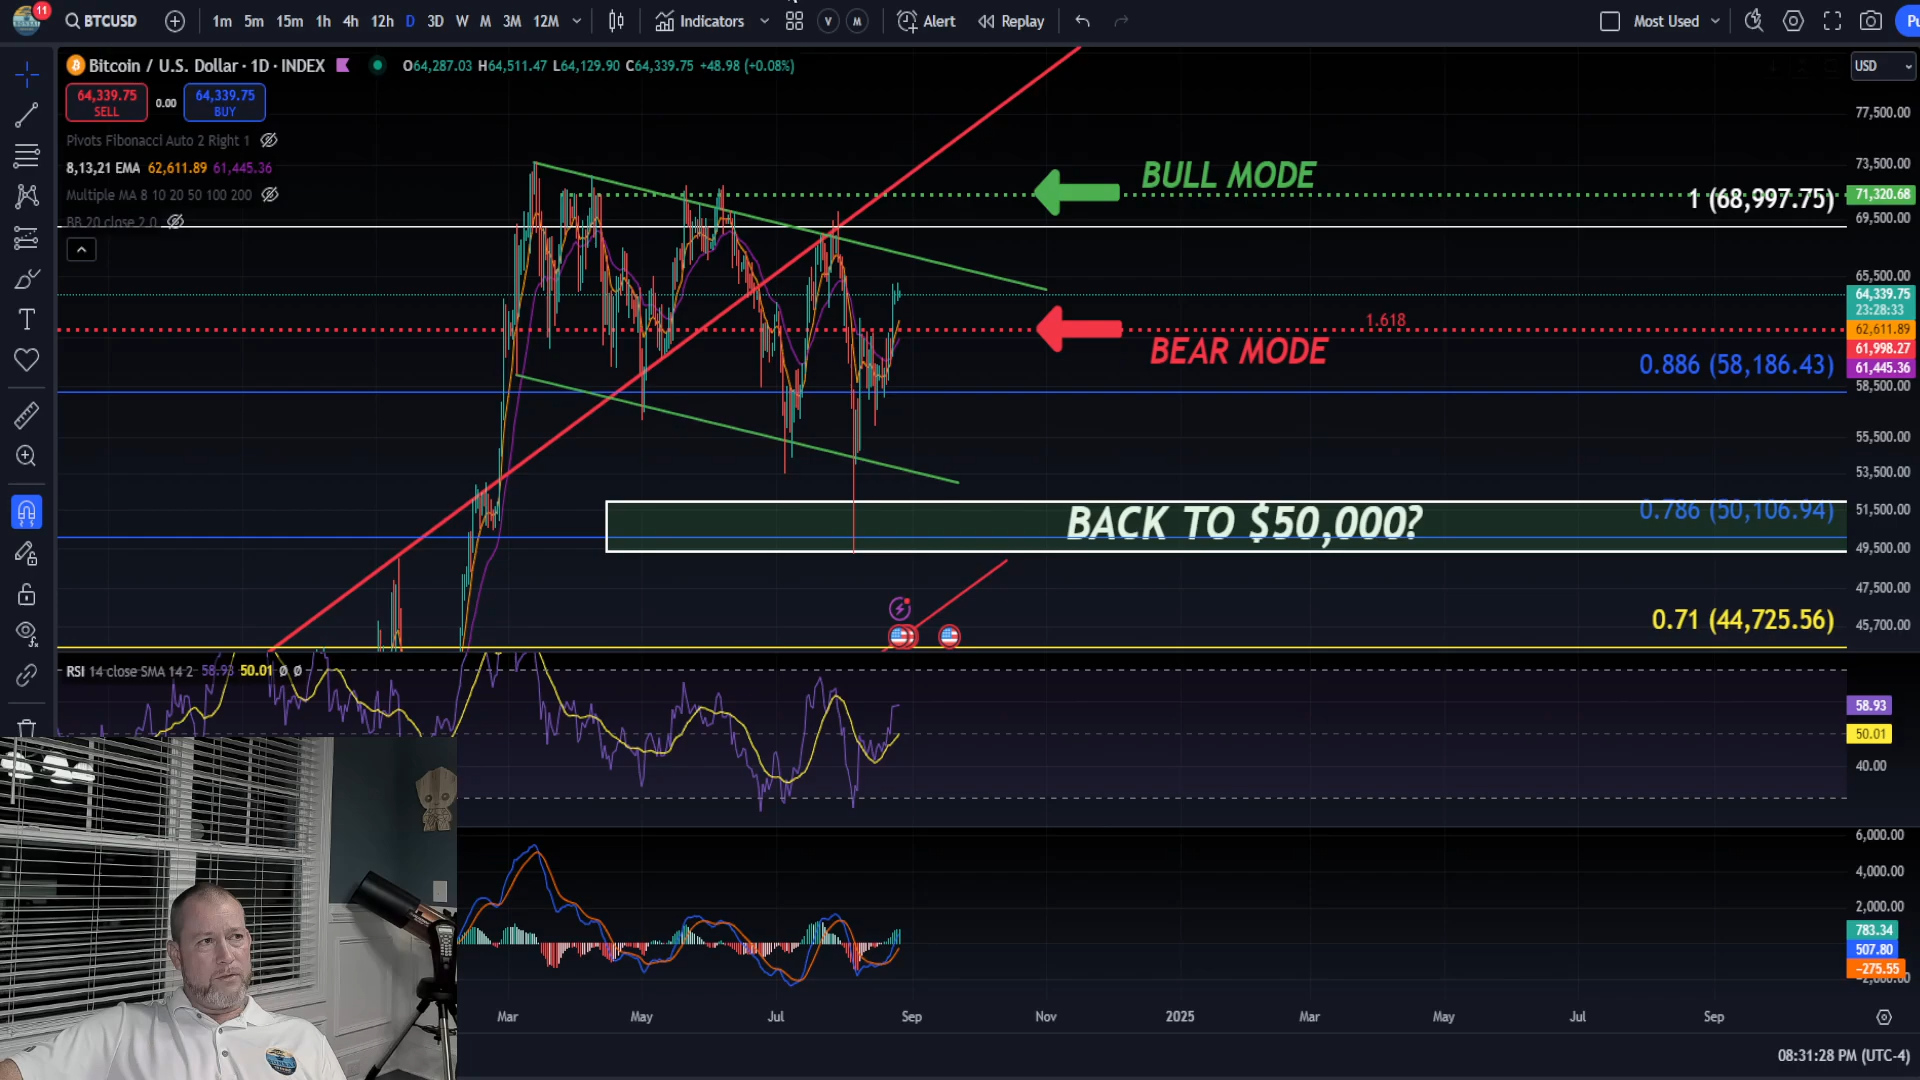 11
BTCUSD
1m 5m 15m 1h 4h 12h D 3D W M 3M 12M
Indicators
V M
Alert
Replay
Most Used
Pu
Bitcoin / U.S. Dollar · 1D · INDEX
O64,287.03 H64,511.47 L64,129.90 C64,339.75 +48.98 (+0.08%)
USD
64,339.75
SELL
0.00
64,339.75
BUY
Pivots Fibonacci Auto 2 Right 1
8,13,21 EMA 62,611.89 61,445.36
Multiple MA 8 10 20 50 100 200
BB 20 close 2.0
77,500.00
73,500.00
BULL MODE
71,320.68
1 (68,997.75)
69,500.00
65,500.00
64,339.75
23:28:33
1.618
62,611.89
BEAR MODE
61,998.27
0.886 (58,186.43)
61,445.36
58,500.00
55,500.00
53,500.00
BACK TO $50,000?
0.786 (50,106.94)
51,500.00
49,500.00
47,500.00
0.71 (44,725.56)
45,700.00
RSI 14 close SMA 14 2 58.93 50.01 Ø Ø
58.93
50.01
40.00
6,000.00
4,000.00
2,000.00
783.34
507.80
−275.55
Mar May Jul Sep Nov 2025 Mar May Jul Sep
08:31:28 PM (UTC-4)